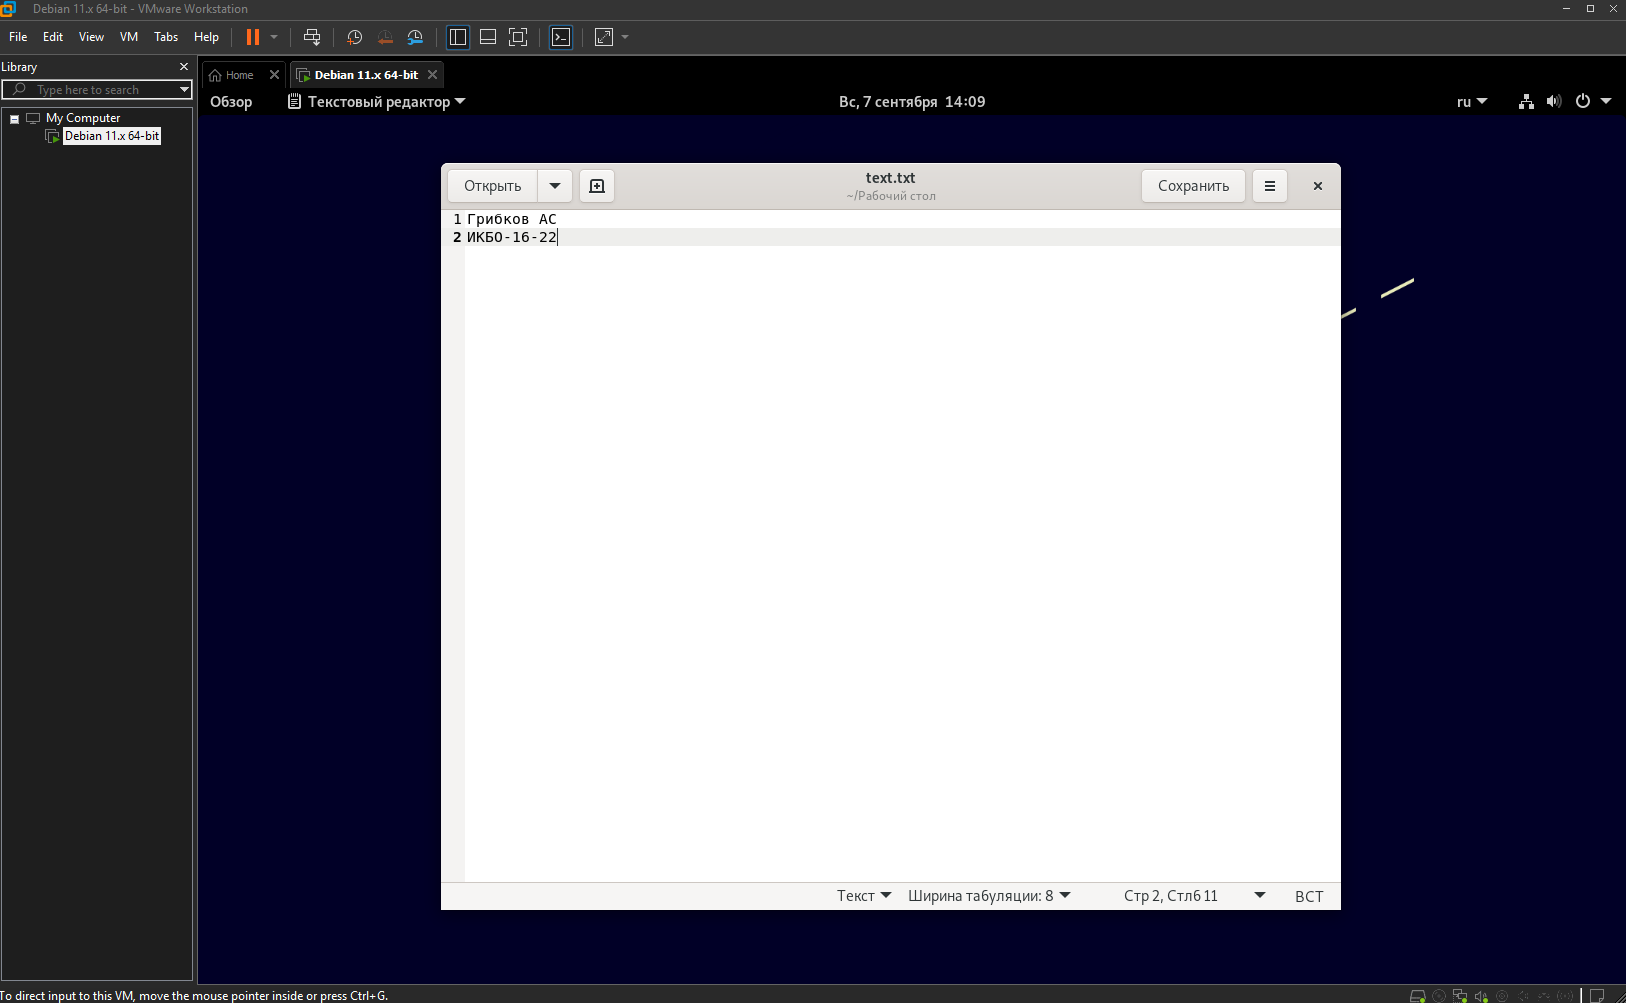 Debian 11.x 64-bit - VMware Workstation
File Edit View VM Tabs Help
Library
Type here to search
My Computer
Debian 11.x 64-bit
Home
Debian 11.x 64-bit
Обзор
Текстовый редактор
Вс, 7 сентября 14:09
ru
Открыть
text.txt
~/Рабочий стол
Сохранить
1 Грибков АС
2 ИКБО-16-22
Текст
Ширина табуляции: 8
Стр 2, Стлб 11
ВСТ
To direct input to this VM, move the mouse pointer inside or press Ctrl+G.